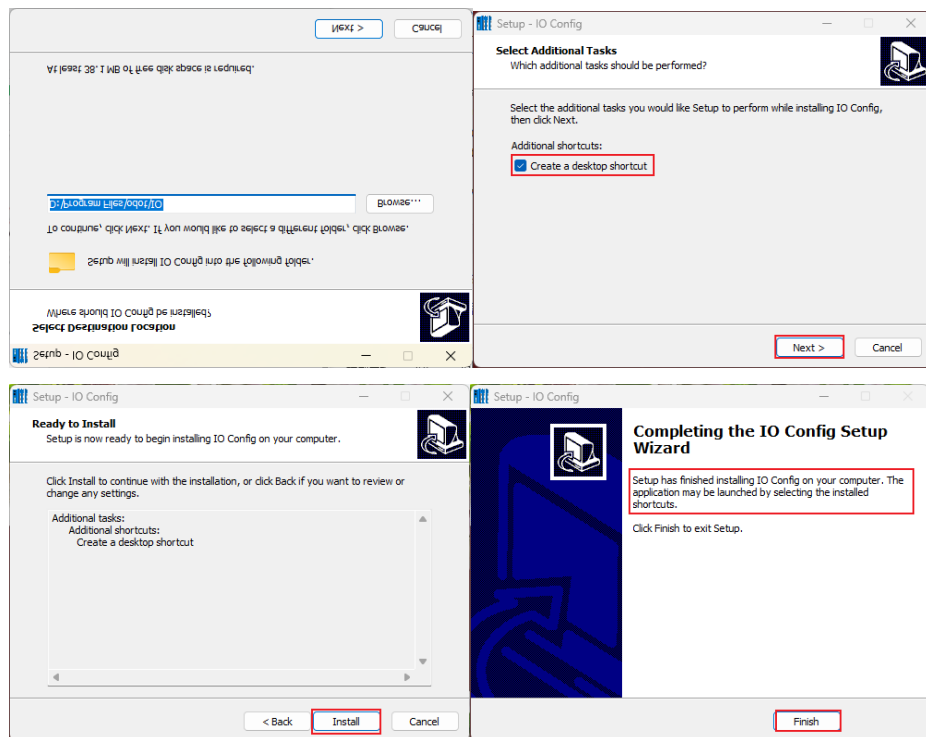 Setup - IO Config
Select Destination Location
Where should IO Config be installed?
Setup will install IO Config into the following folder.
To continue, click Next. If you would like to select a different folder, click Browse.
D:/Program Files/odot/IO
Browse...
At least 38.1 MB of free disk space is required.
Next >
Cancel
Setup - IO Config
Select Additional Tasks
Which additional tasks should be performed?
Select the additional tasks you would like Setup to perform while installing IO Config,
then click Next.
Additional shortcuts:
Create a desktop shortcut
Next >
Cancel
Setup - IO Config
Ready to Install
Setup is now ready to begin installing IO Config on your computer.
Click Install to continue with the installation, or click Back if you want to review or
change any settings.
Additional tasks:
Additional shortcuts:
Create a desktop shortcut
< Back
Install
Cancel
Setup - IO Config
Completing the IO Config Setup
Wizard
Setup has finished installing IO Config on your computer. The
application may be launched by selecting the installed
shortcuts.
Click Finish to exit Setup.
Finish